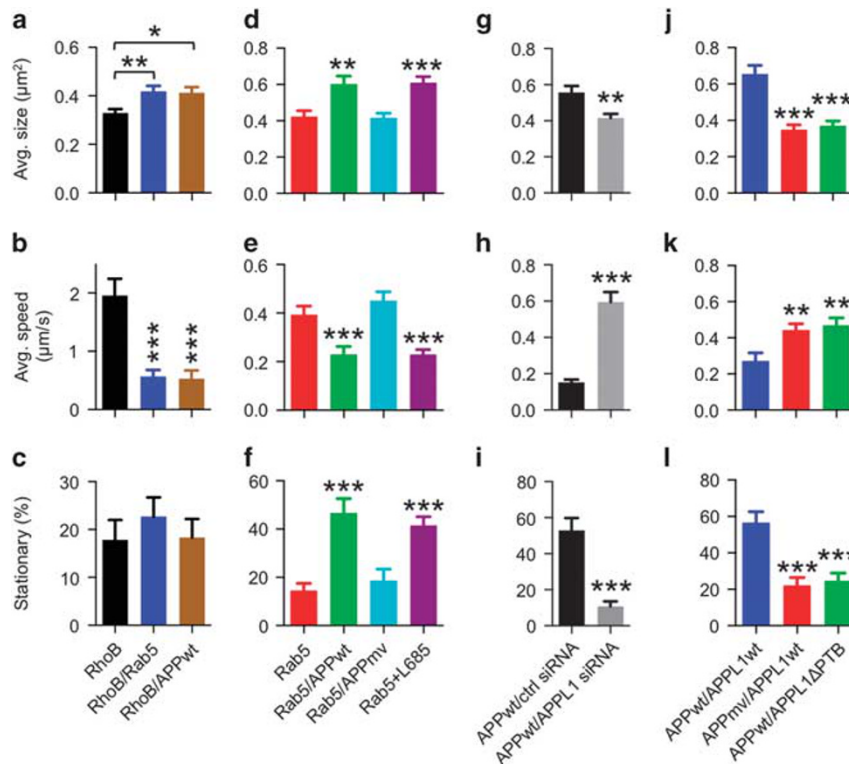 a
Avg. size (μm²)
0.6
0.4
0.2
0.0
**
*
d
0.8
0.6
0.4
0.2
0.0
**
***
g
0.8
0.6
0.4
0.2
0.0
**
j
0.8
0.6
0.4
0.2
0.0
***
***
b
Avg. speed
(μm/s)
2
1
0
***
***
e
0.6
0.4
0.2
0.0
***
***
h
0.8
0.6
0.4
0.2
0.0
***
k
0.8
0.6
0.4
0.2
0.0
**
**
c
Stationary (%)
30
20
10
0
RhoB
RhoB/Rab5
RhoB/APPwt
f
60
40
20
0
***
***
Rab5
Rab5/APPwt
Rab5/APPmv
Rab5+L685
i
80
60
40
20
0
***
APPwt/ctrl siRNA
APPwt/APPL1 siRNA
l
80
60
40
20
0
***
***
APPwt/APPL1wt
APPmv/APPL1wt
APPwt/APPL1ΔPTB